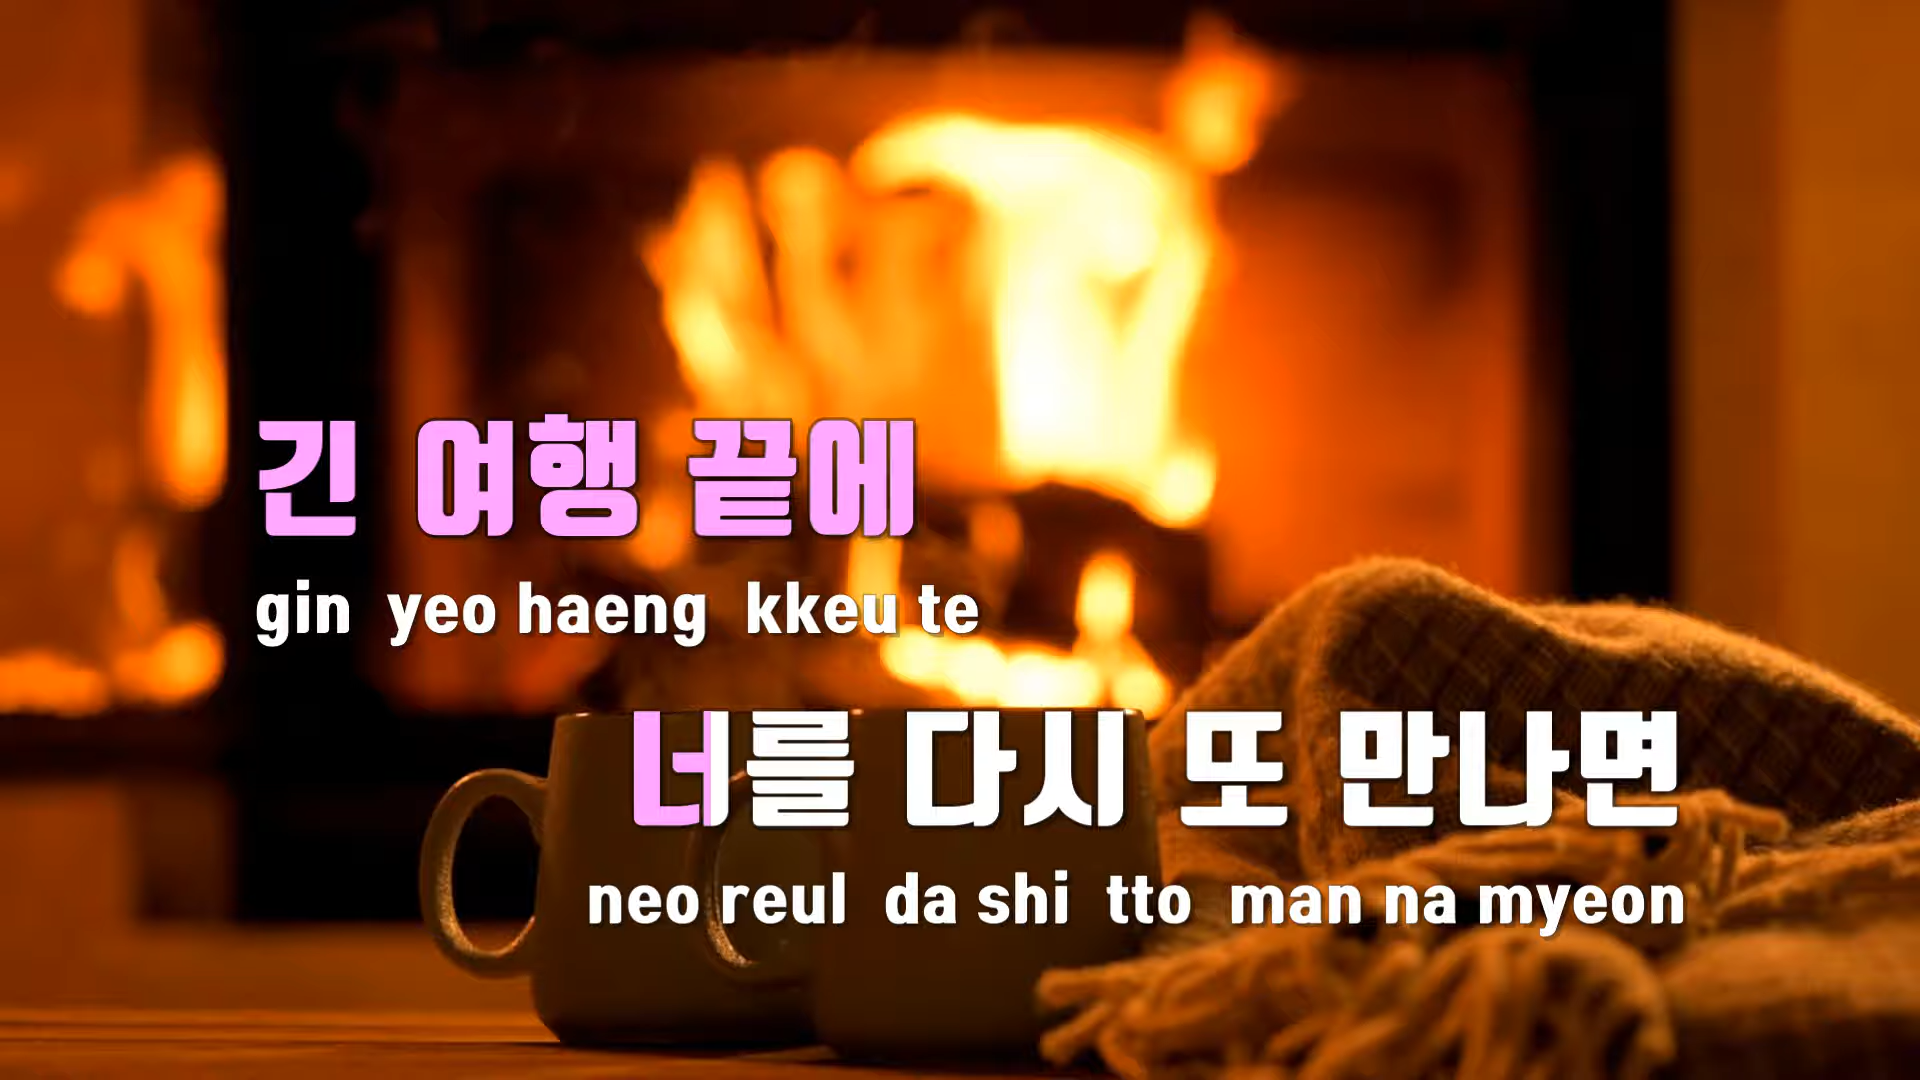 긴 여행 끝에
gin yeo haeng kkeu te
너를 다시 또 만나면
neo reul da shi tto man na myeon